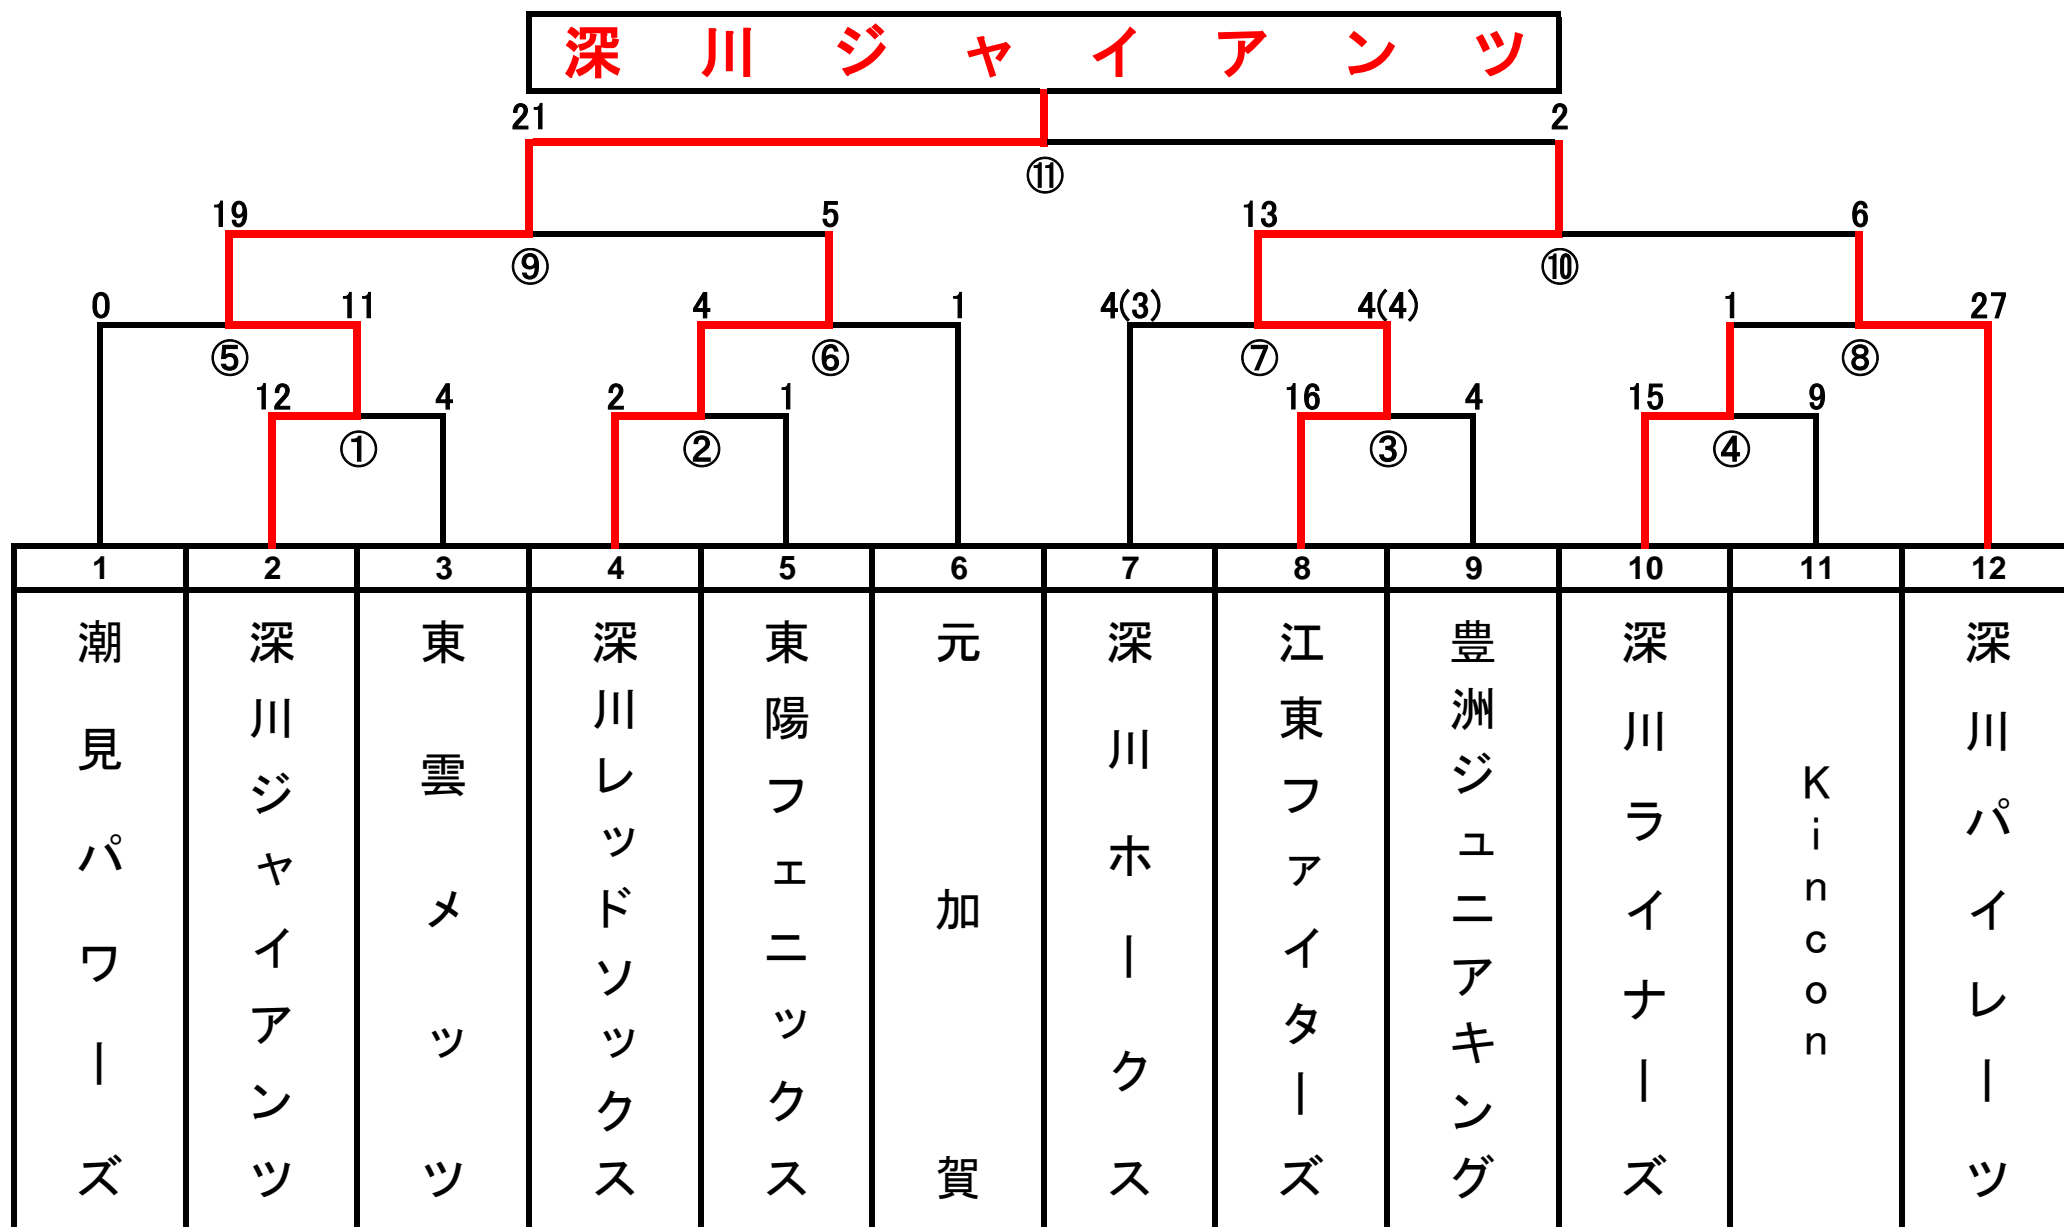 深川ジャイアンツ
21 2
⑪
19 5 13 6
⑨ ⑩
0 11 4 1 4(3) 4(4) 1 27
⑤ ⑥ ⑦ ⑧
12 4 2 1 16 4 15 9
① ② ③ ④
1 2 3 4 5 6 7 8 9 10 11 12
潮見パワーズ
深川ジャイアンツ
東雲メッツ
深川レッドソックス
東陽フェニックス
元加賀
深川ホークス
江東ファイターズ
豊洲ジュニアキング
深川ライナーズ
Kincon
深川パイレーツ